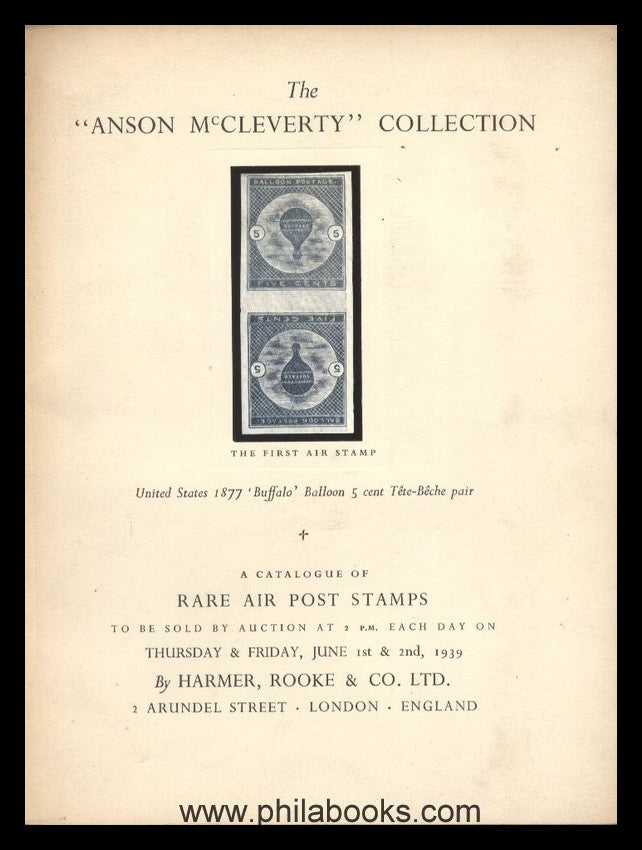 The
“ANSON McCLEVERTY” COLLECTION
BALLOON POSTAGE
5 5
FIVE CENTS
FIVE CENTS
5 5
BUFFALO
BALLOON POSTAGE
THE FIRST AIR STAMP
United States 1877 ‘Buffalo’ Balloon 5 cent Tête-Bêche pair
A CATALOGUE OF
RARE AIR POST STAMPS
TO BE SOLD BY AUCTION AT 2 P.M. EACH DAY ON
THURSDAY & FRIDAY, JUNE 1st & 2nd, 1939
By HARMER, ROOKE & CO. LTD.
2 ARUNDEL STREET · LONDON · ENGLAND
www.philabooks.com